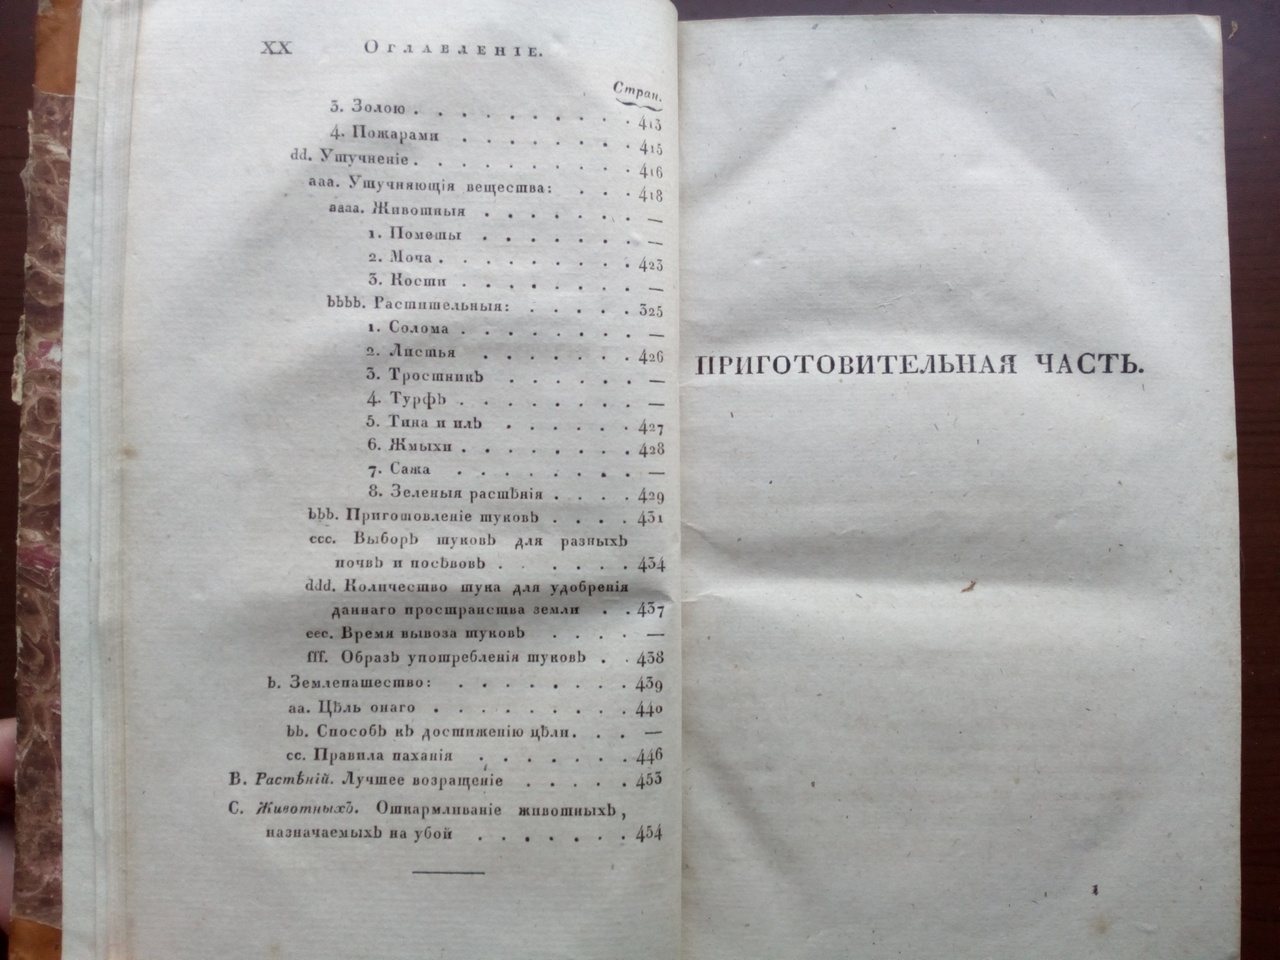 XX Оглавленіе.
Стран.
3. Золою . . . . . . . . . . 413
4. Пожарами . . . . . . . . 415
dd. Утучненіе . . . . . . . . . 416
aaa. Утучняющія вещества: . . . 418
aaaa. Животныя . . . . . . . —
1. Пометы . . . . . . . —
2. Моча . . . . . . . . . 423
3. Кости . . . . . . . . —
bbbb. Растительныя: . . . . . 325
1. Солома . . . . . . . . —
2. Листья . . . . . . . 426
3. Тростникъ . . . . . . —
4. Турфъ . . . . . . . . —
5. Тина и илъ . . . . . . 427
6. Жмыхи . . . . . . . . 428
7. Сажа . . . . . . . . —
8. Зеленыя растѣнія . . . . 429
bbb. Приготовленіе туковъ . . . . 431
ccc. Выборъ туковъ для разныхъ
почвъ и посѣвовъ . . . . . . 434
ddd. Количество тука для удобренія
даннаго пространства земли . . 437
eee. Время вывоза туковъ . . . . —
fff. Образъ употребленія туковъ . . 438
b. Землепашество: . . . . . . . . 439
aa. Цѣль онаго . . . . . . . . . 440
bb. Способъ къ достиженію цѣли. . . —
cc. Правила паханія . . . . . . . 446
B. Растѣній. Лучшее возращеніе . . . . . 453
C. Животныхъ. Откармливаніе животныхъ,
назначаемыхъ на убой . . . . . . . 454
ПРИГОТОВИТЕЛЬНАЯ ЧАСТЬ.
1